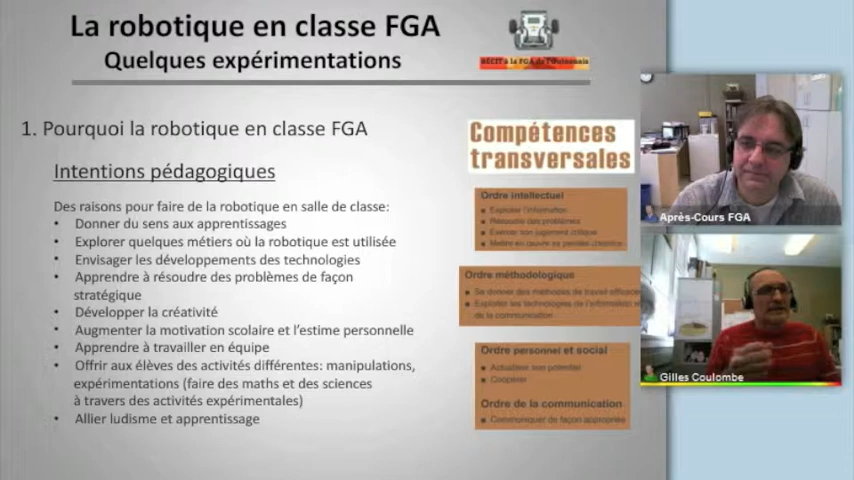 La robotique en classe FGA
Quelques expérimentations
RÉCIT à la FGA de l'Outaouais
1. Pourquoi la robotique en classe FGA
Intentions pédagogiques
Des raisons pour faire de la robotique en salle de classe:
• Donner du sens aux apprentissages
• Explorer quelques métiers où la robotique est utilisée
• Envisager les développements des technologies
• Apprendre à résoudre des problèmes de façon
stratégique
• Développer la créativité
• Augmenter la motivation scolaire et l'estime personnelle
• Apprendre à travailler en équipe
• Offrir aux élèves des activités différentes: manipulations,
expérimentations (faire des maths et des sciences
à travers des activités expérimentales)
• Allier ludisme et apprentissage
Compétences
transversales
Ordre intellectuel
■ Exploiter l'information
■ Résoudre des problèmes
■ Exercer son jugement critique
■ Mettre en œuvre sa pensée créatrice
Ordre méthodologique
■ Se donner des méthodes de travail efficaces
■ Exploiter les technologies de l'information et
de la communication
Ordre personnel et social
■ Actualiser son potentiel
■ Coopérer
Ordre de la communication
■ Communiquer de façon appropriée
Après-Cours FGA
Gilles Coulombe